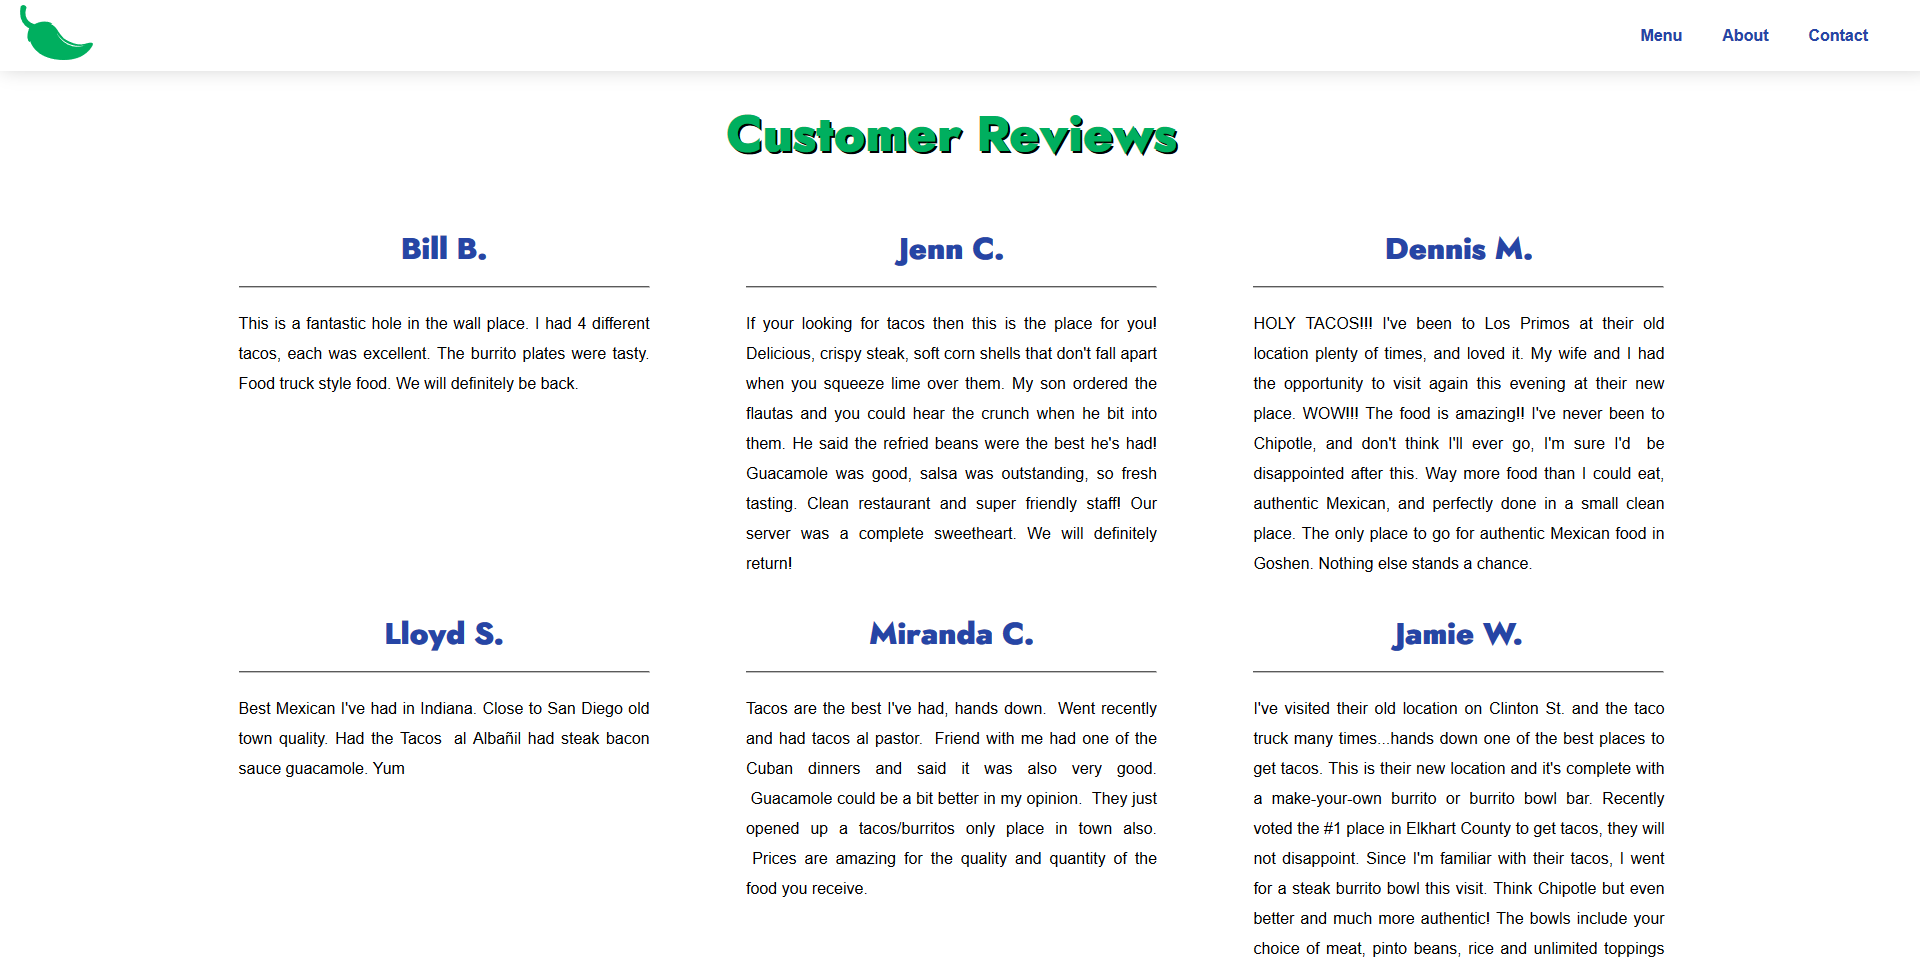 Menu About Contact
Customer Reviews
Bill B.
This is a fantastic hole in the wall place. I had 4 different
tacos, each was excellent. The burrito plates were tasty.
Food truck style food. We will definitely be back.
Jenn C.
If your looking for tacos then this is the place for you!
Delicious, crispy steak, soft corn shells that don't fall apart
when you squeeze lime over them. My son ordered the
flautas and you could hear the crunch when he bit into
them. He said the refried beans were the best he's had!
Guacamole was good, salsa was outstanding, so fresh
tasting. Clean restaurant and super friendly staff! Our
server was a complete sweetheart. We will definitely
return!
Dennis M.
HOLY TACOS!!! I've been to Los Primos at their old
location plenty of times, and loved it. My wife and I had
the opportunity to visit again this evening at their new
place. WOW!!! The food is amazing!! I've never been to
Chipotle, and don't think I'll ever go, I'm sure I'd be
disappointed after this. Way more food than I could eat,
authentic Mexican, and perfectly done in a small clean
place. The only place to go for authentic Mexican food in
Goshen. Nothing else stands a chance.
Lloyd S.
Best Mexican I've had in Indiana. Close to San Diego old
town quality. Had the Tacos al Albañil had steak bacon
sauce guacamole. Yum
Miranda C.
Tacos are the best I've had, hands down. Went recently
and had tacos al pastor. Friend with me had one of the
Cuban dinners and said it was also very good.
Guacamole could be a bit better in my opinion. They just
opened up a tacos/burritos only place in town also.
Prices are amazing for the quality and quantity of the
food you receive.
Jamie W.
I've visited their old location on Clinton St. and the taco
truck many times...hands down one of the best places to
get tacos. This is their new location and it's complete with
a make-your-own burrito or burrito bowl bar. Recently
voted the #1 place in Elkhart County to get tacos, they will
not disappoint. Since I'm familiar with their tacos, I went
for a steak burrito bowl this visit. Think Chipotle but even
better and much more authentic! The bowls include your
choice of meat, pinto beans, rice and unlimited toppings